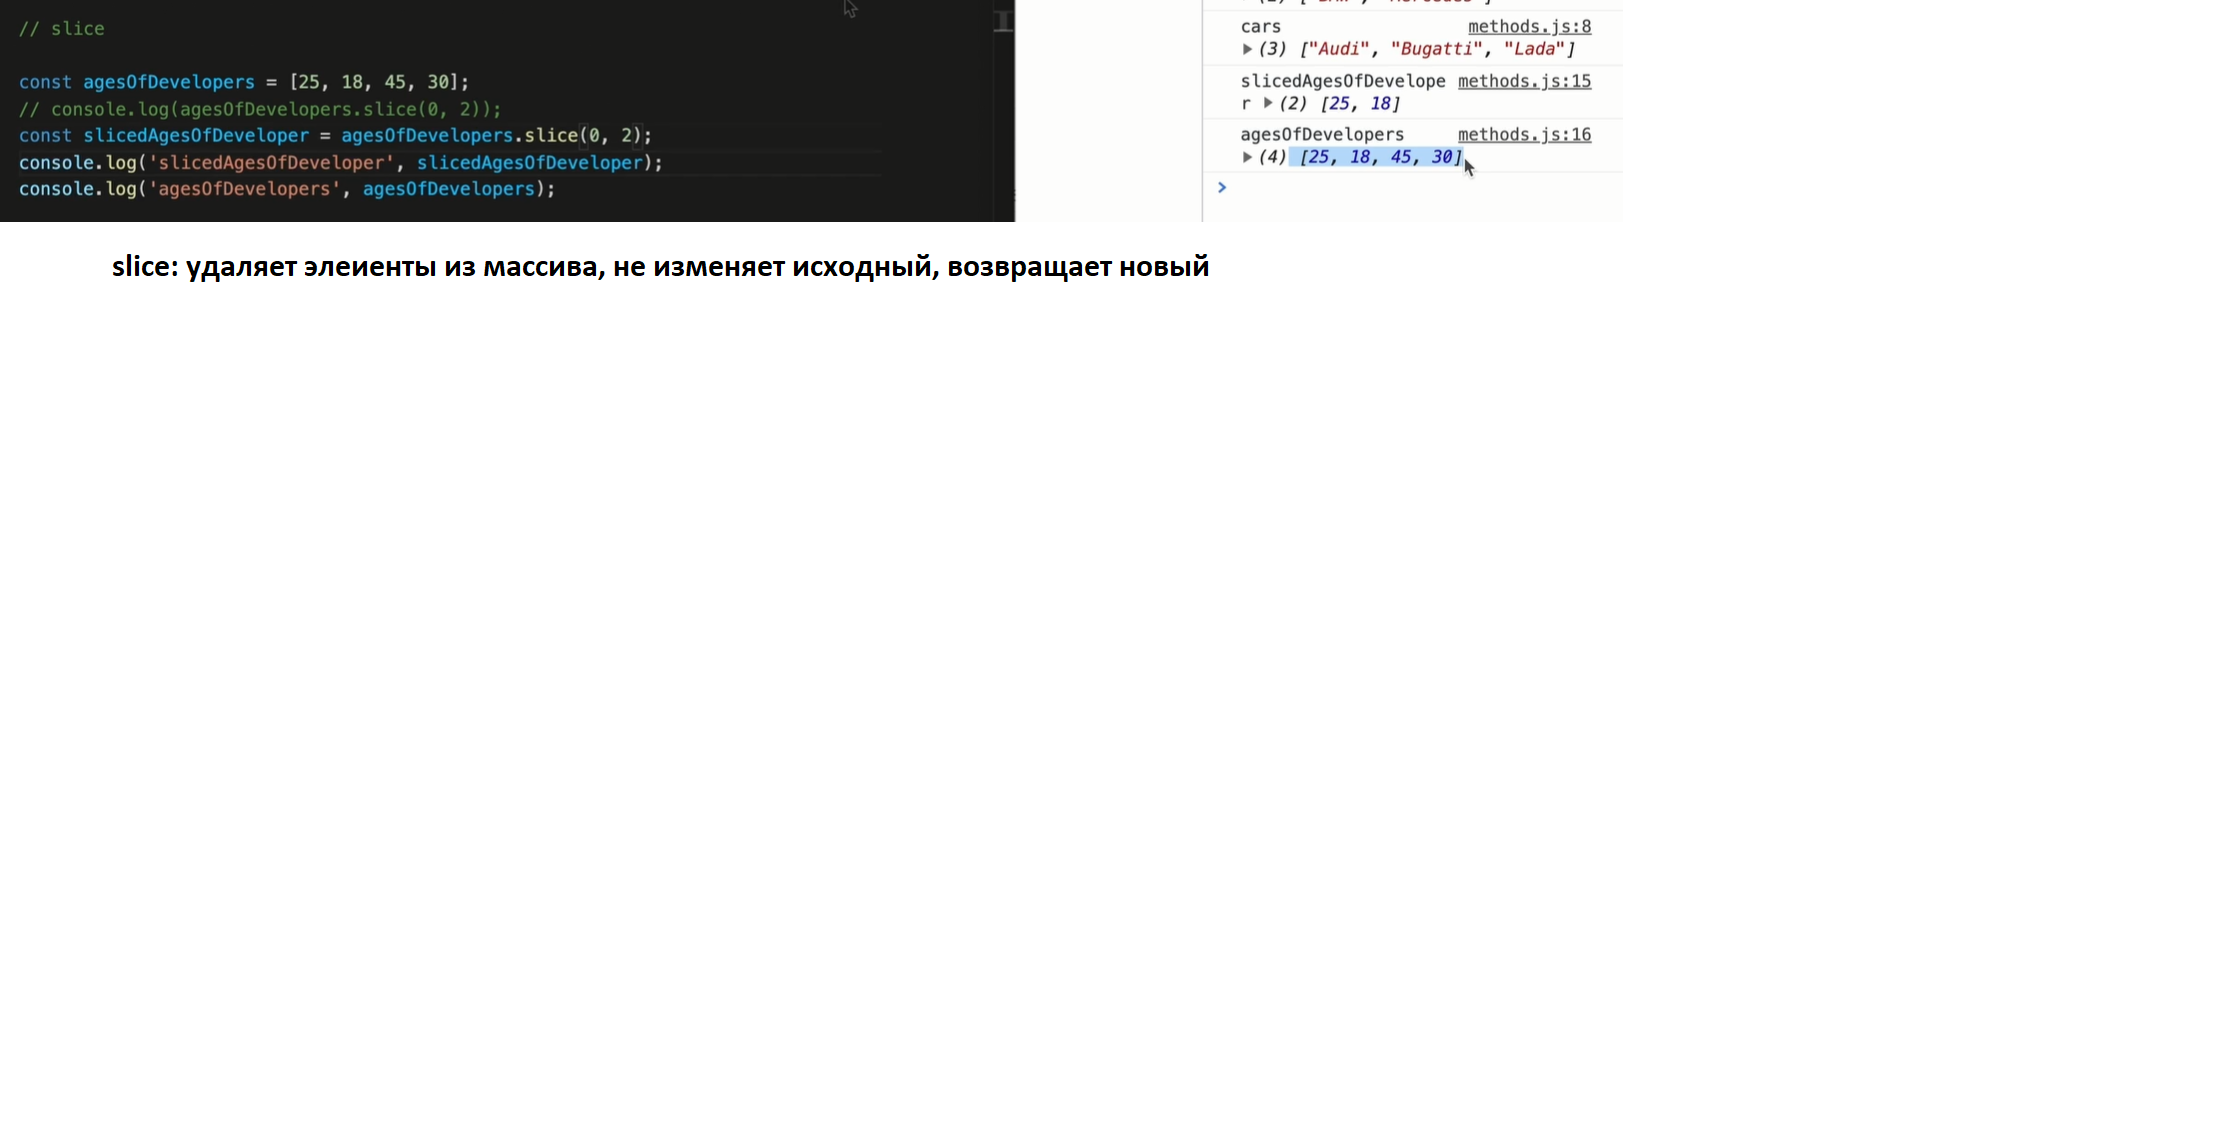 // slice
const agesOfDevelopers = [25, 18, 45, 30];
// console.log(agesOfDevelopers.slice(0, 2));
const slicedAgesOfDeveloper = agesOfDevelopers.slice(0, 2);
console.log('slicedAgesOfDeveloper', slicedAgesOfDeveloper);
console.log('agesOfDevelopers', agesOfDevelopers);
cars methods.js:8
(3) ["Audi", "Bugatti", "Lada"]
slicedAgesOfDevelope methods.js:15
r ▶ (2) [25, 18]
agesOfDevelopers methods.js:16
(4) [25, 18, 45, 30]
slice: удаляет элеиенты из массива, не изменяет исходный, возвращает новый